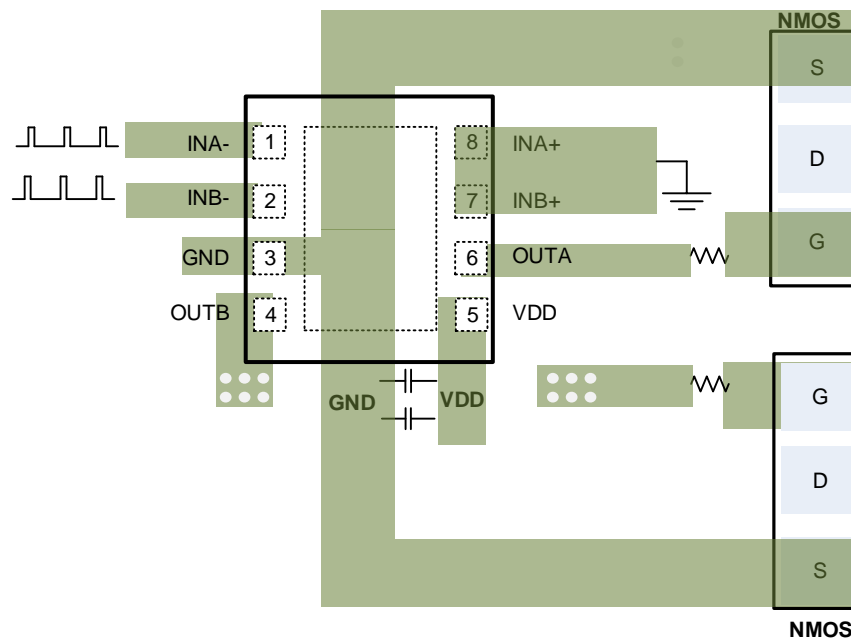 NMOS
S
INA- 1 8 INA+
D
INB- 2 7 INB+
G
GND 3 6 OUTA
OUTB 4 5 VDD
GND VDD
G
D
S
NMOS